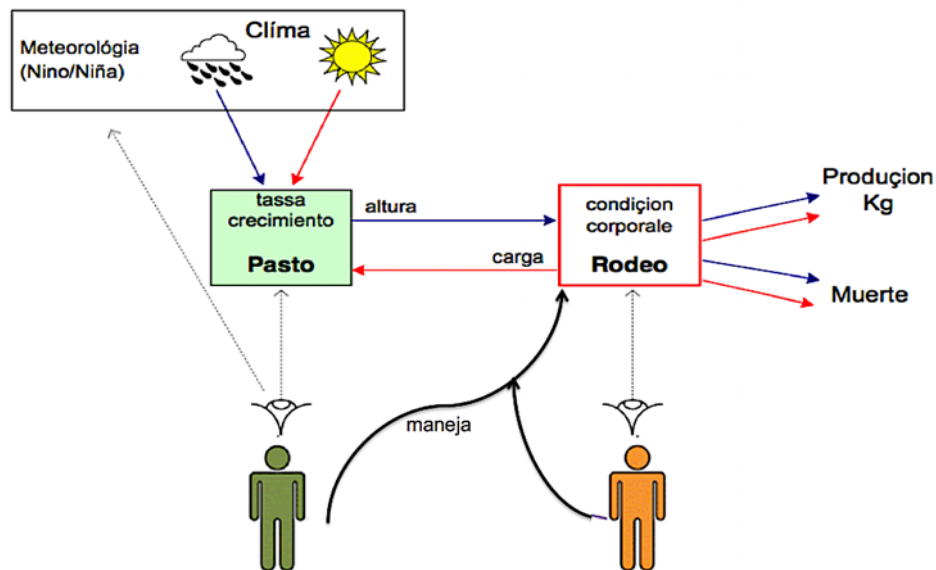 Clíma
Meteorológia
(Nino/Niña)
tassa
crecimiento
Pasto
altura
carga
condiçion
corporale
Rodeo
Produçion
Kg
Muerte
maneja